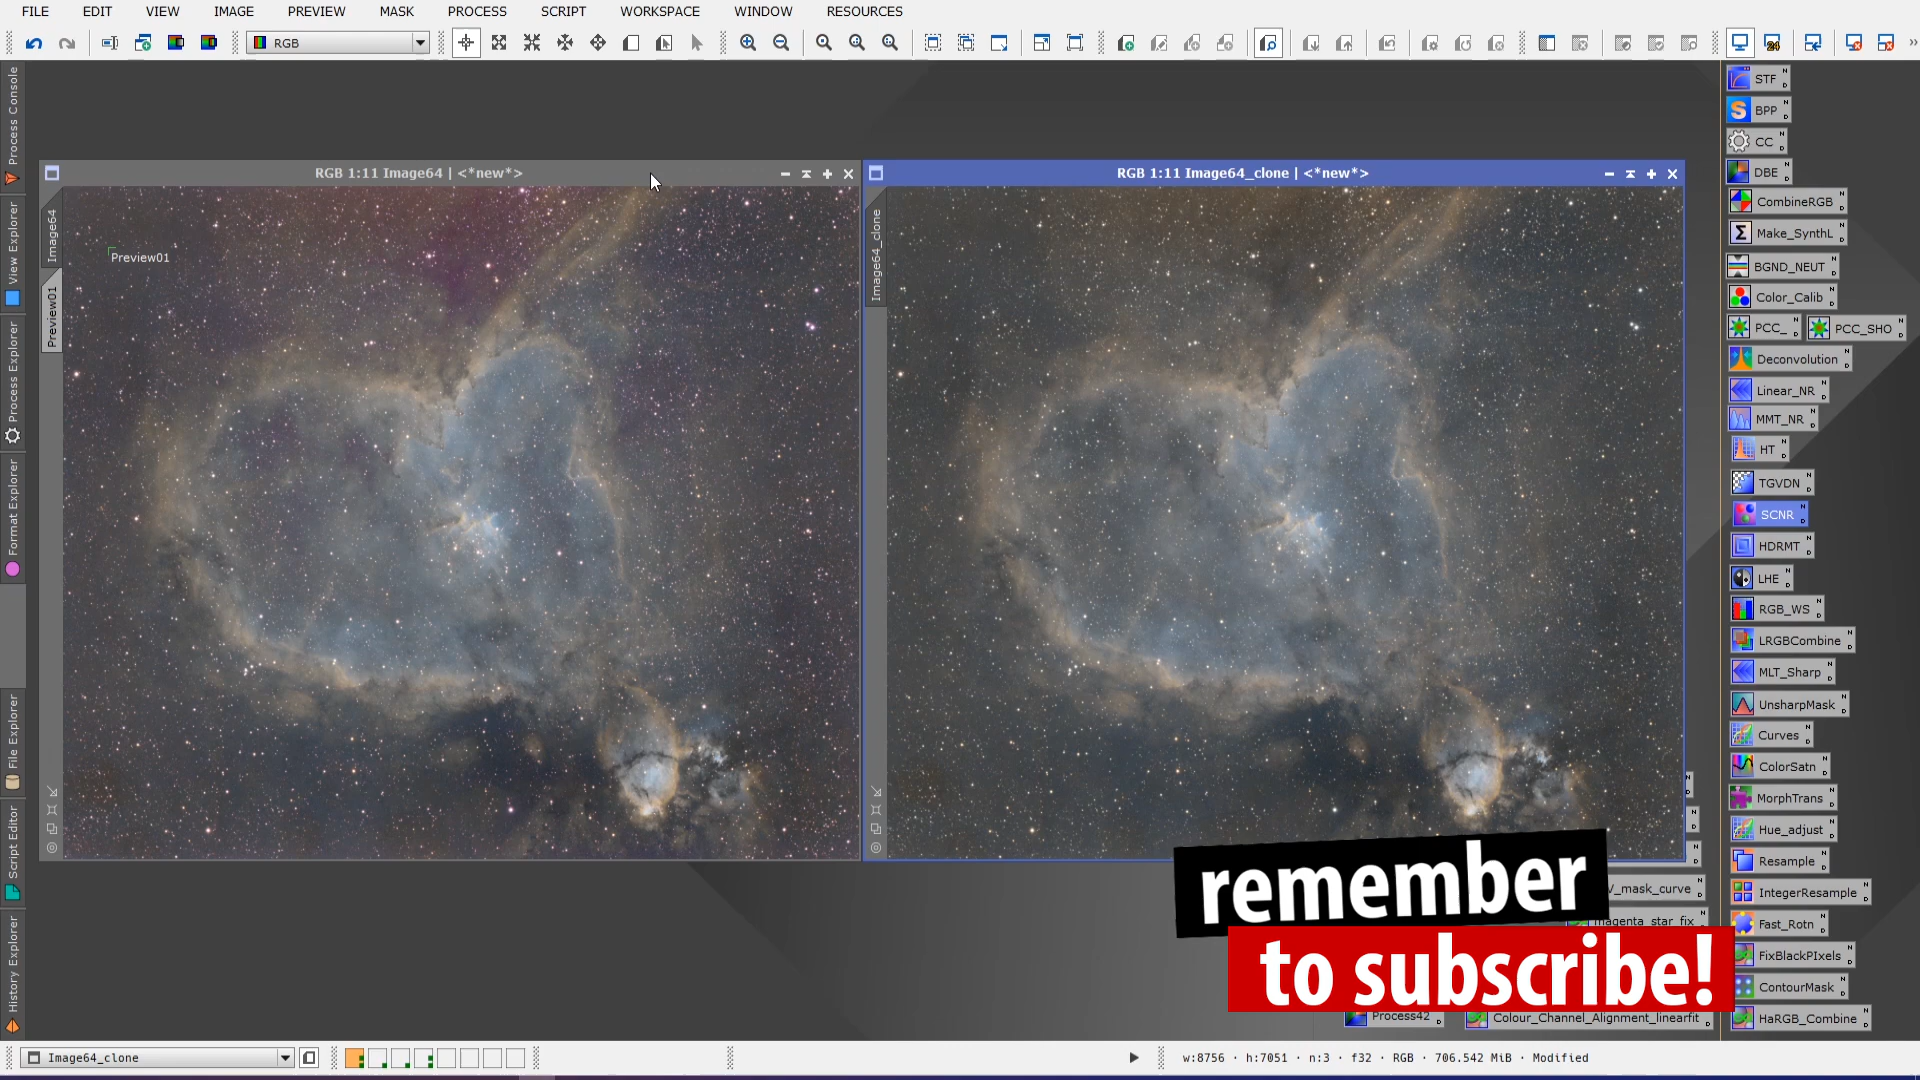 FILE EDIT VIEW IMAGE PREVIEW MASK PROCESS SCRIPT WORKSPACE WINDOW RESOURCES
RGB
24
Process Console
View Explorer
Process Explorer
Format Explorer
File Explorer
Script Editor
History Explorer
RGB 1:11 Image64 | <*new*>
Image64
Preview01
Preview01
RGB 1:11 Image64_clone | <*new*>
Image64_clone
STF
BPP
CC
DBE
CombineRGB
Make_SynthL
BGND_NEUT
Color_Calib
PCC_ PCC_SHO
Deconvolution
Linear_NR
MMT_NR
HT
TGVDN
SCNR
HDRMT
LHE
RGB_WS
LRGBCombine
MLT_Sharp
UnsharpMask
Curves
ColorSatn
MorphTrans
Hue_adjust
Resample
IntegerResample
Fast_Rotn
FixBlackPIxels
ContourMask
HaRGB_Combine
_mask_curve
magenta_star_fix
Process42 Colour_Channel_Alignment_linearfit
remember
to subscribe!
Image64_clone
w:8756 · h:7051 · n:3 · f32 · RGB · 706.542 MiB · Modified